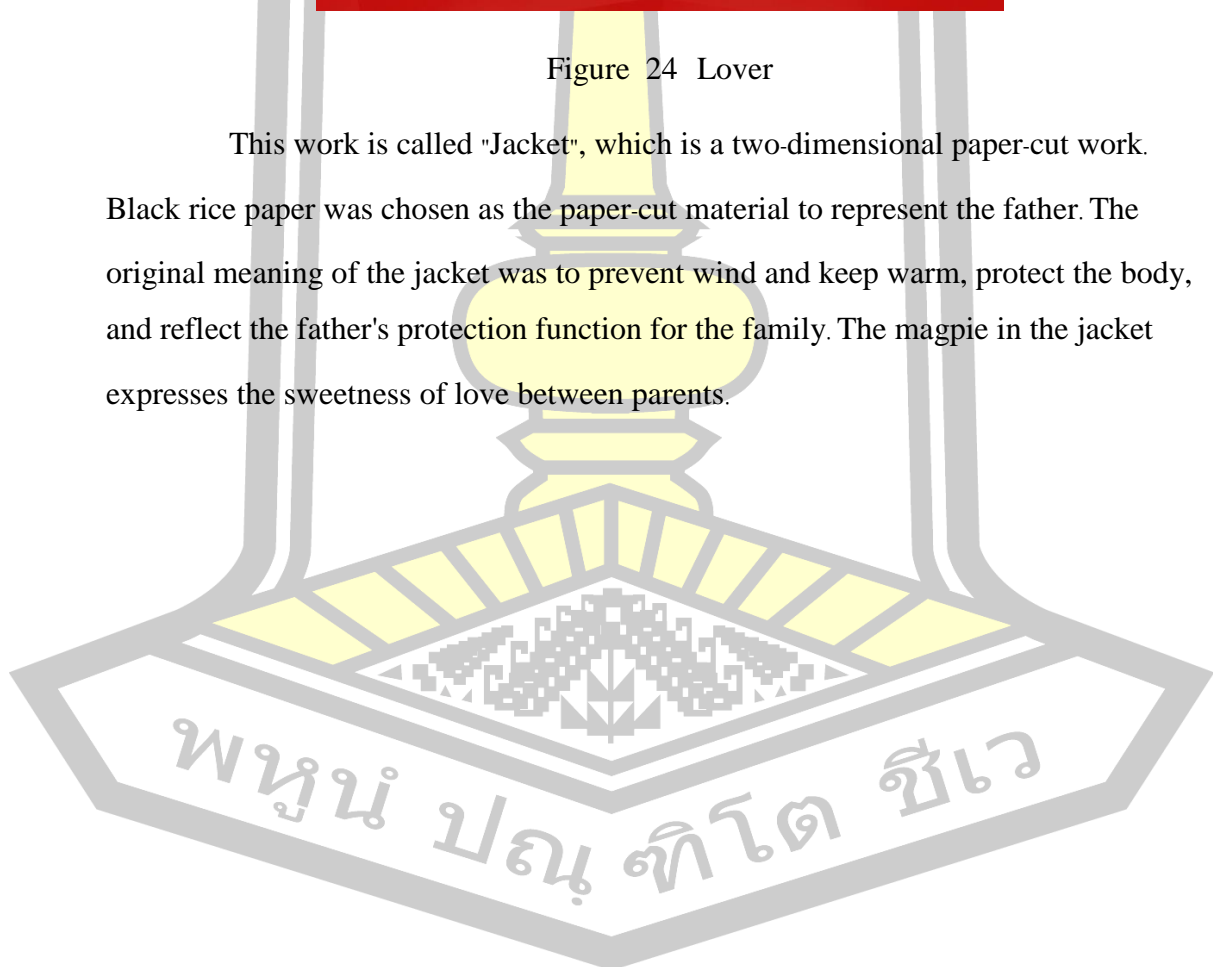 Figure 24 Lover
This work is called "Jacket", which is a two-dimensional paper-cut work.
Black rice paper was chosen as the paper-cut material to represent the father. The
original meaning of the jacket was to prevent wind and keep warm, protect the body,
and reflect the father's protection function for the family. The magpie in the jacket
expresses the sweetness of love between parents.
พหูนํ ปณฺฑิโต ชีเว